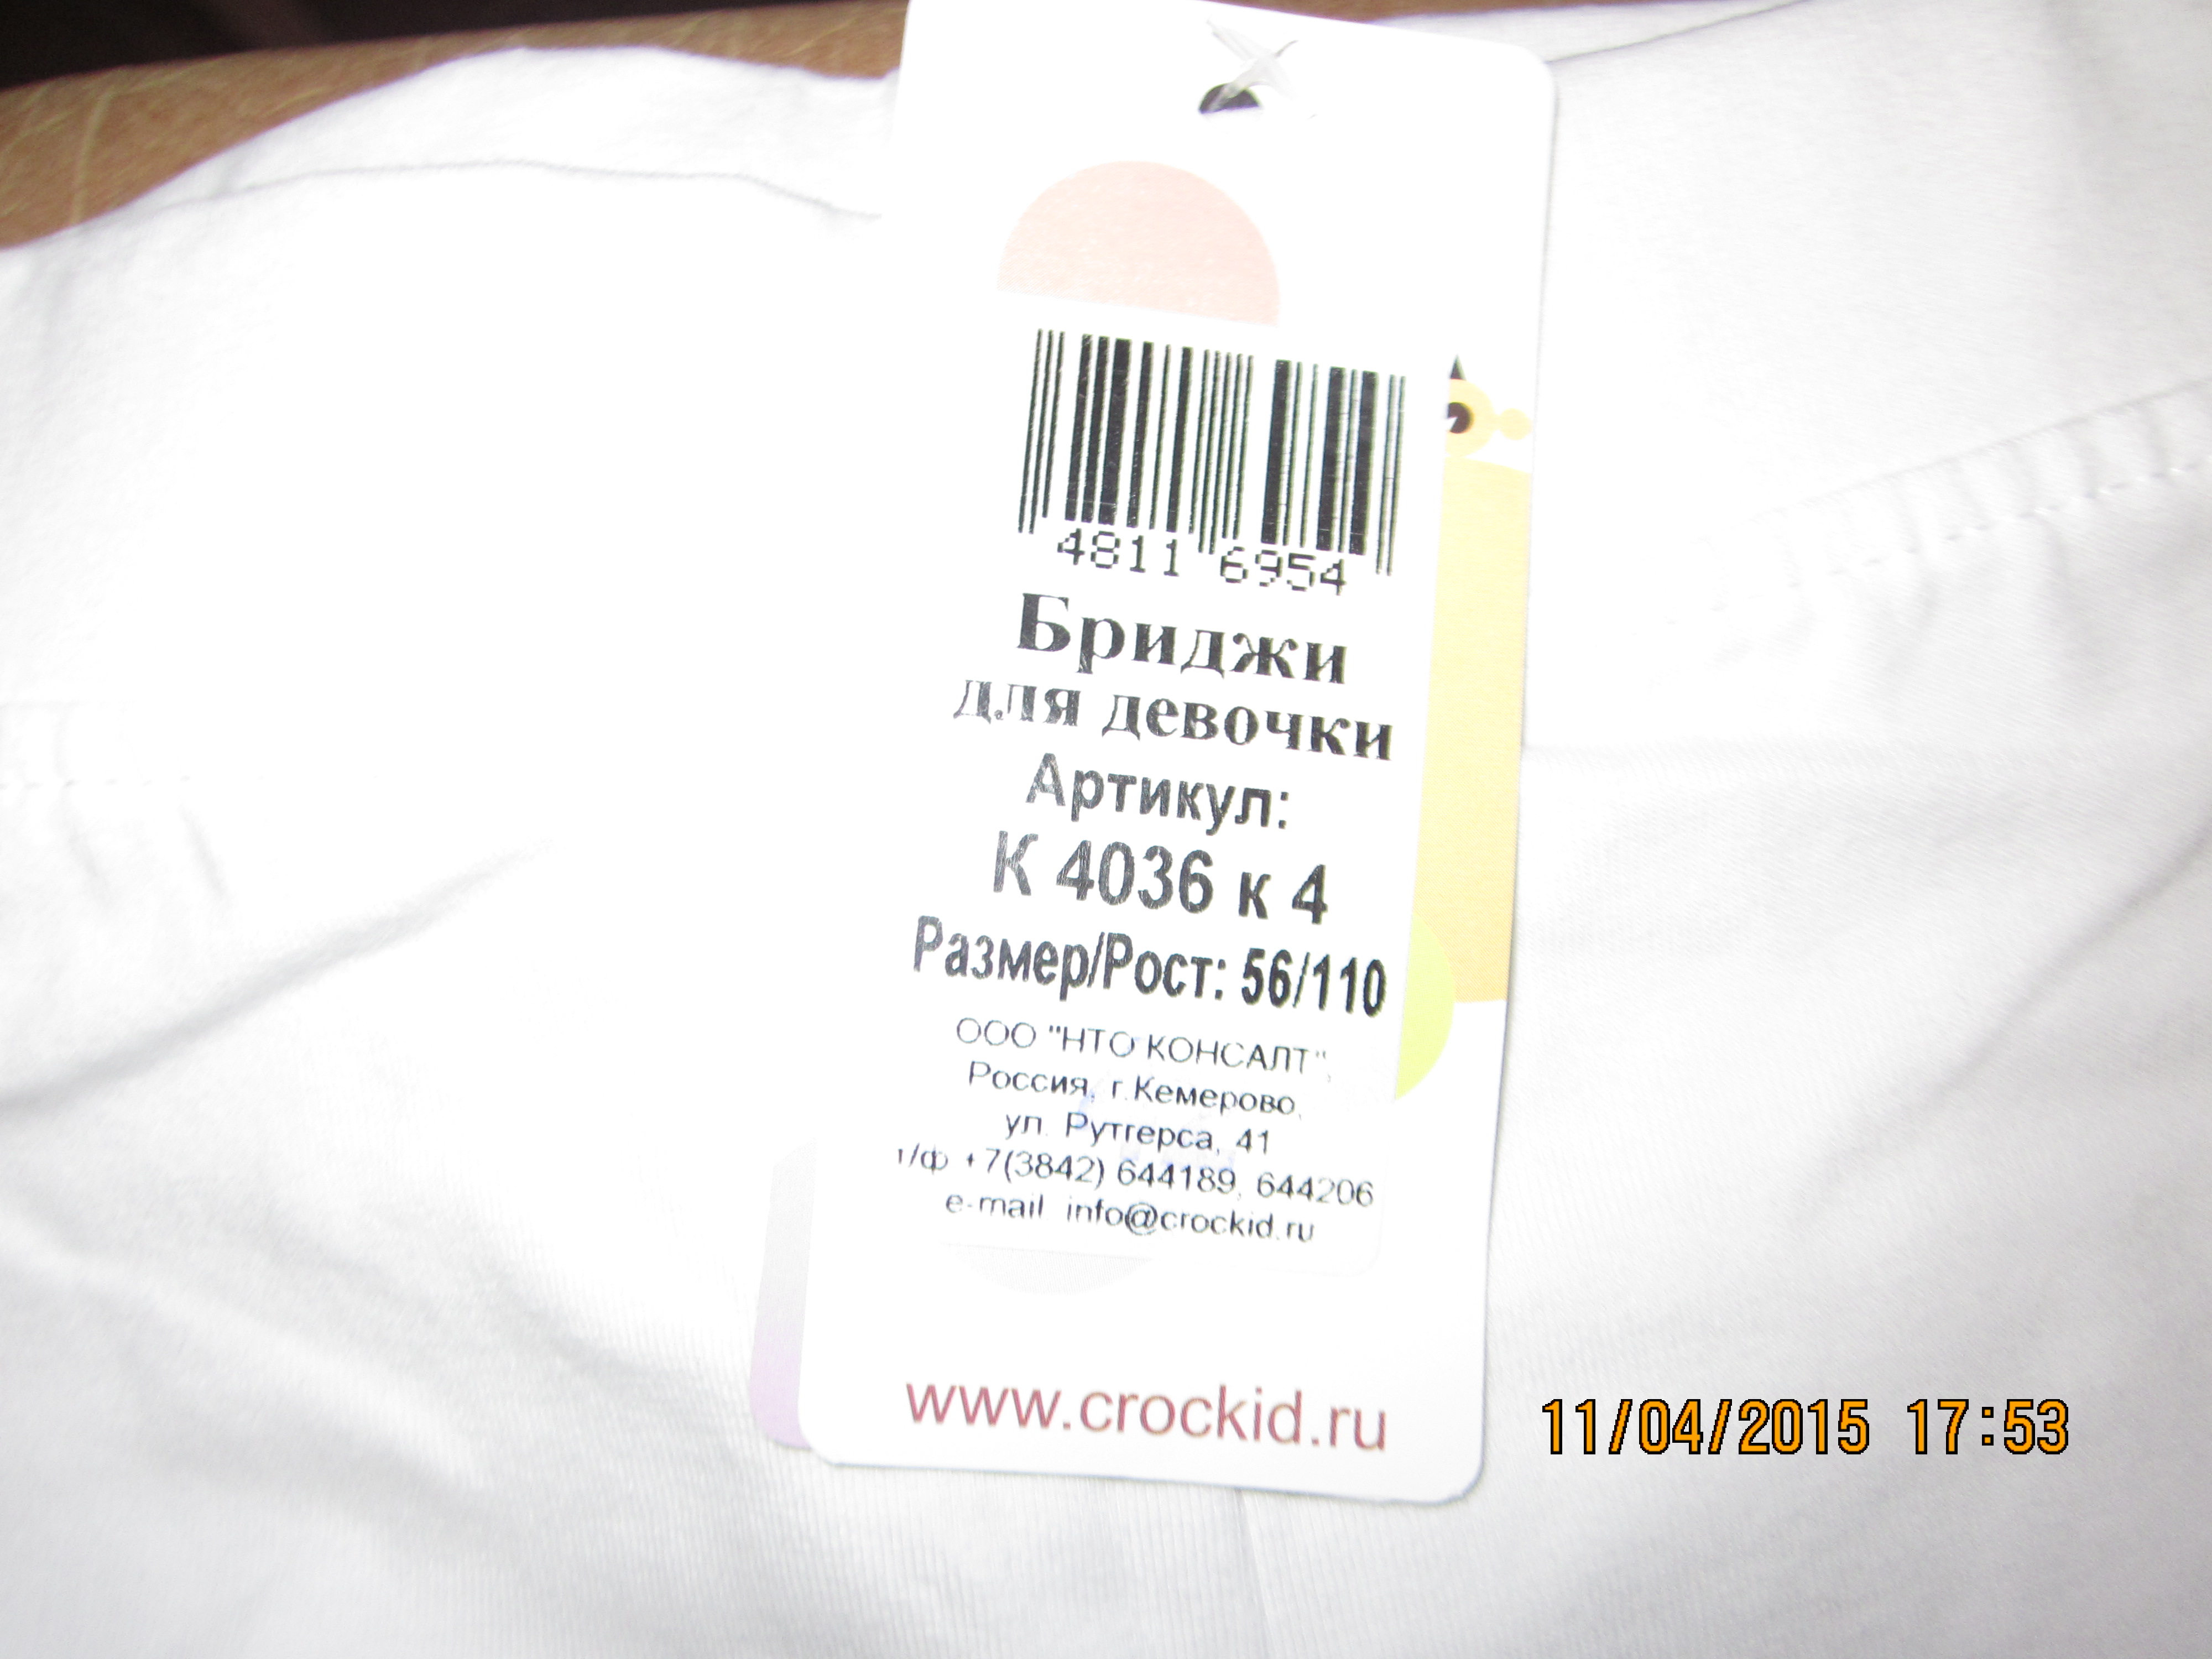 4811 6954
Бриджи
для девочки
Артикул:
К 4036 к 4
Размер/Рост: 56/110
ООО "НТО КОНСАЛТ",
Россия, г.Кемерово,
ул. Рутгерса, 41
т/ф +7(3842) 644189, 644206
e-mail info@crockid.ru
www.crockid.ru
11/04/2015 17:53